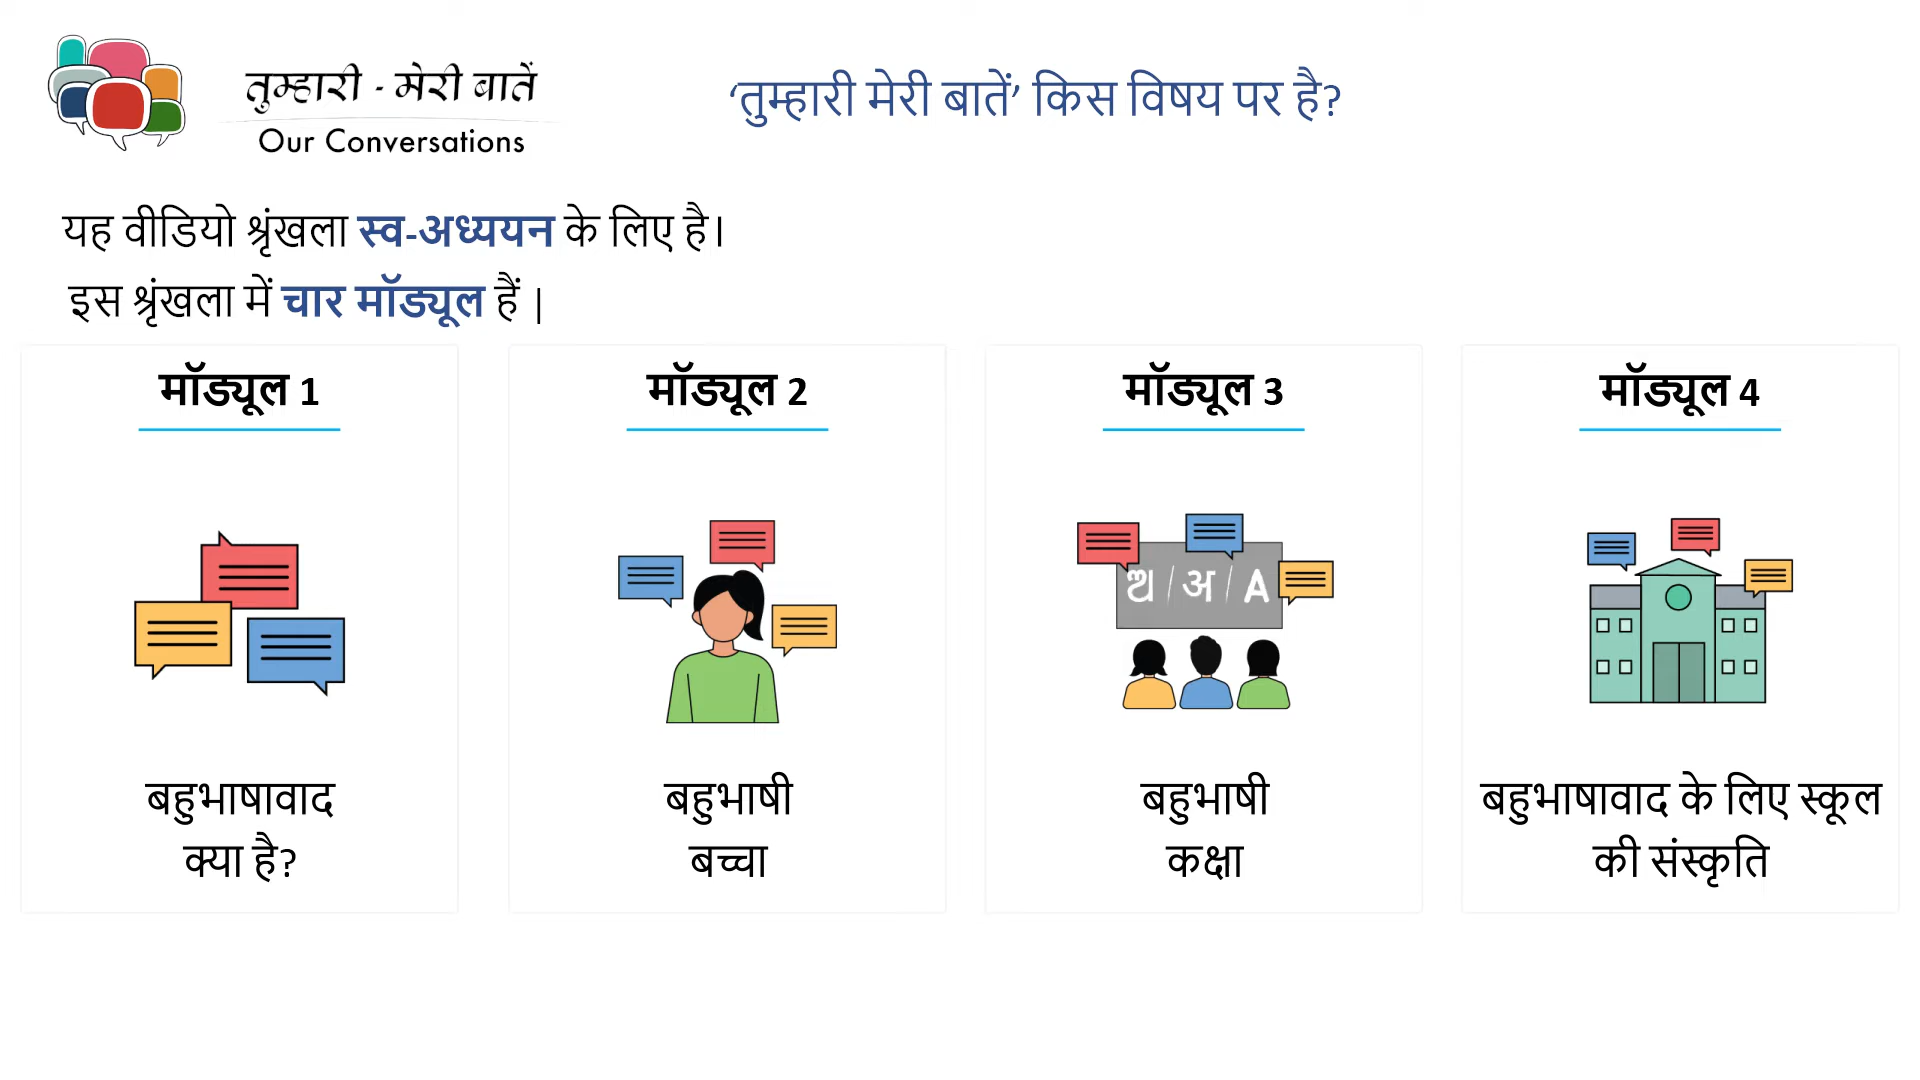 तुम्हारी - मेरी बातें
Our Conversations
‘तुम्हारी मेरी बातें’ किस विषय पर है?
यह वीडियो श्रृंखला स्व-अध्ययन के लिए है।
इस श्रृंखला में चार मॉड्यूल हैं |
मॉड्यूल 1
बहुभाषावाद
क्या है?
मॉड्यूल 2
बहुभाषी
बच्चा
मॉड्यूल 3
/ अ / A
बहुभाषी
कक्षा
मॉड्यूल 4
बहुभाषावाद के लिए स्कूल
की संस्कृति